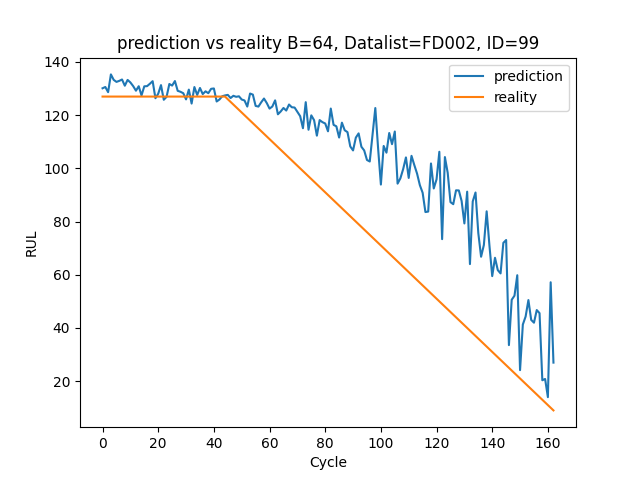 prediction vs reality B=64, Datalist=FD002, ID=99
prediction
reality
140
120
100
80
60
40
20
RUL
0 20 40 60 80 100 120 140 160
Cycle